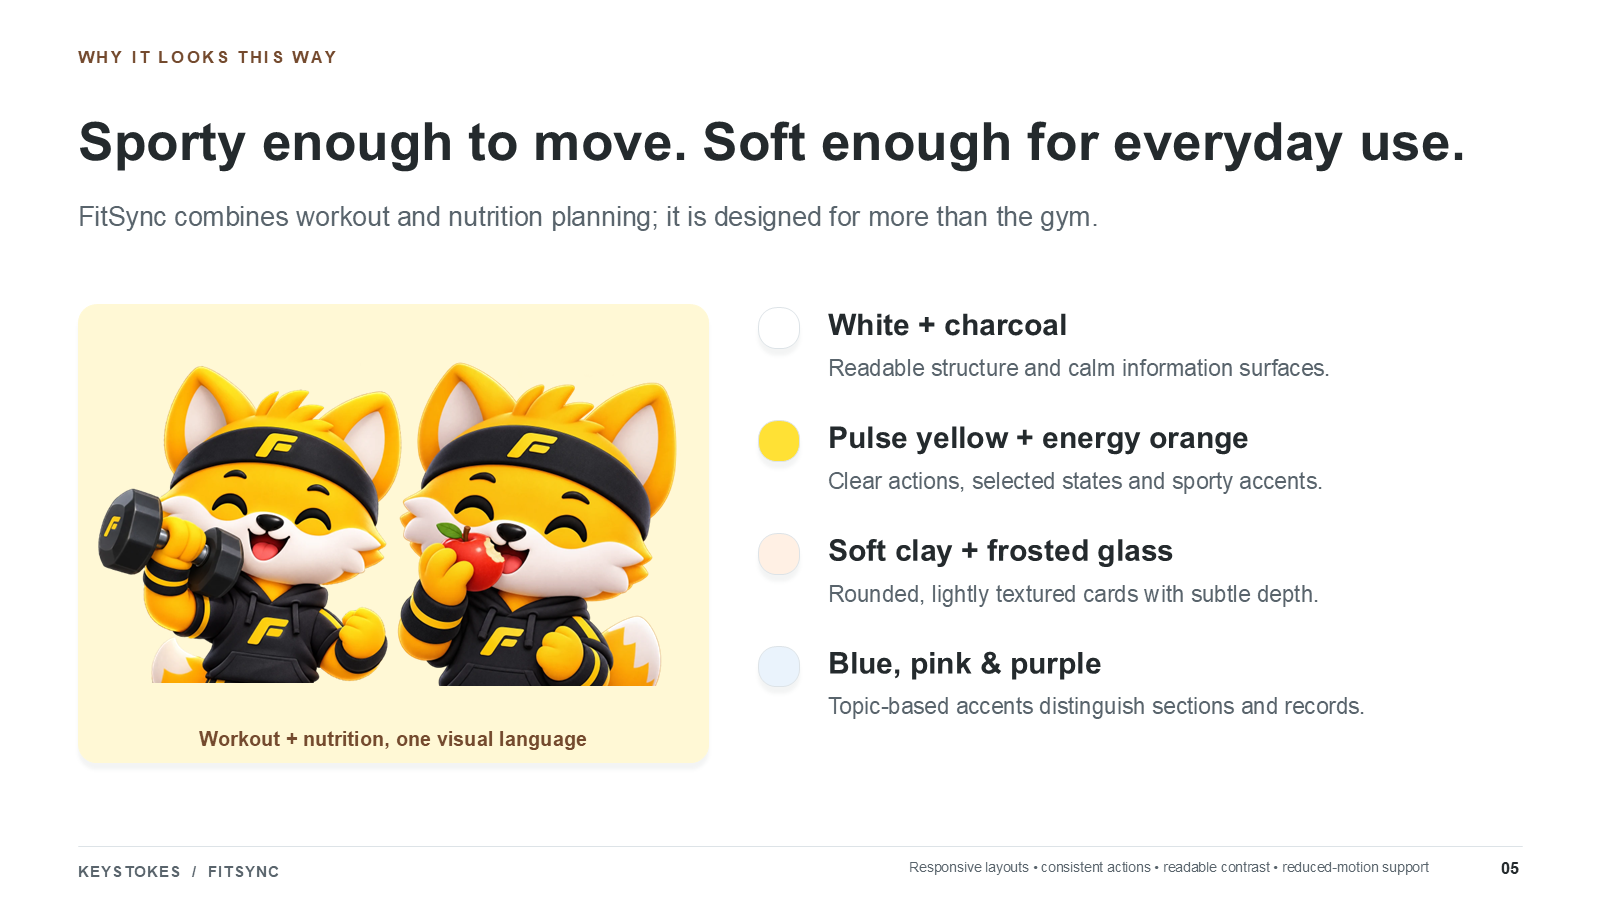 WHY IT LOOKS THIS WAY
Sporty enough to move. Soft enough for everyday use.
FitSync combines workout and nutrition planning; it is designed for more than the gym.
F
F
F
F
F
Workout + nutrition, one visual language
White + charcoal
Readable structure and calm information surfaces.
Pulse yellow + energy orange
Clear actions, selected states and sporty accents.
Soft clay + frosted glass
Rounded, lightly textured cards with subtle depth.
Blue, pink & purple
Topic-based accents distinguish sections and records.
KEYSTOKES / FITSYNC
Responsive layouts • consistent actions • readable contrast • reduced-motion support
05